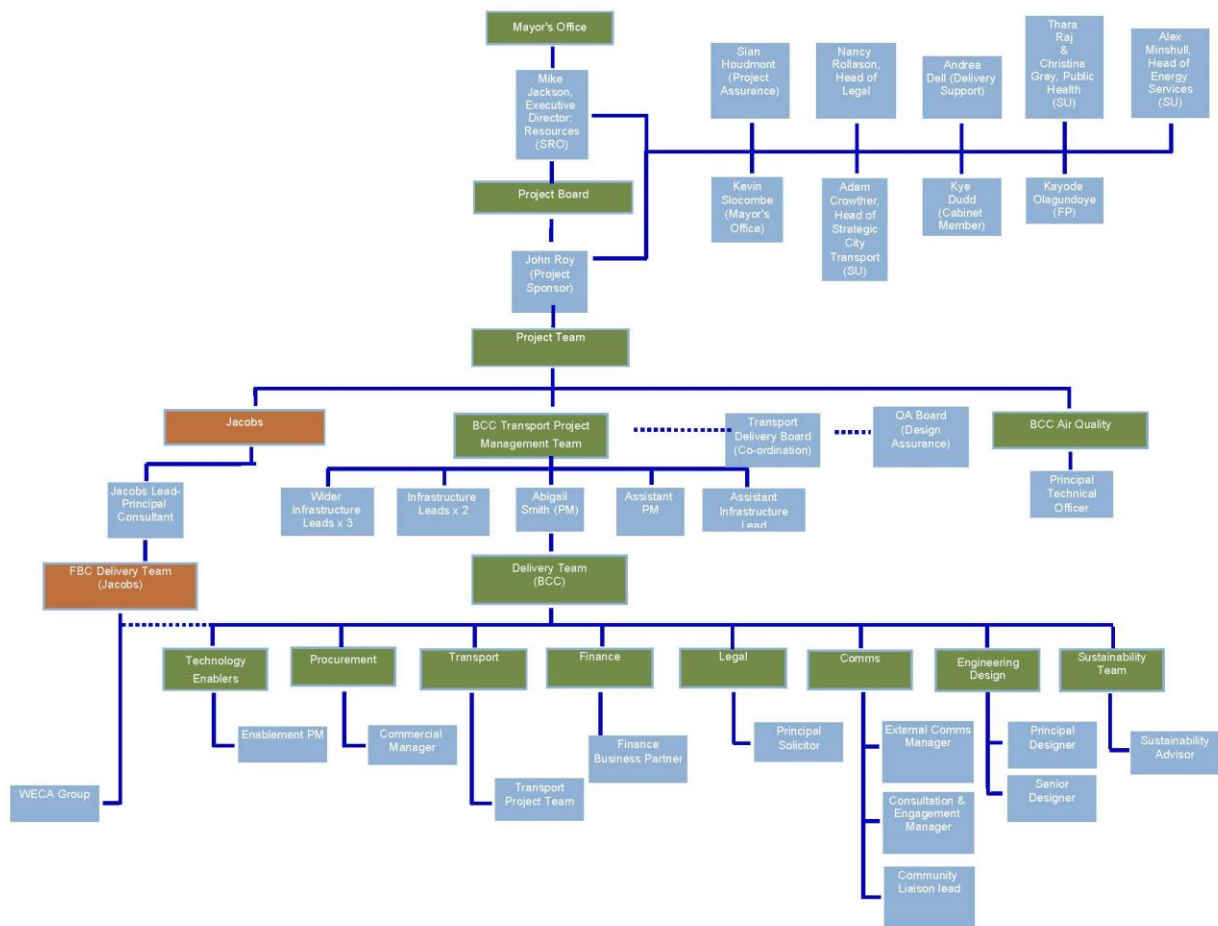 Mayor's Office
Mike
Jackson,
Executive
Director:
Resources
(SRO)
Project Board
John Roy
(Project
Sponsor)
Sian
Houdmont
(Project
Assurance)
Nancy
Rollason,
Head of
Legal
Andrea
Dell (Delivery
Support)
Thara
Raj
&
Christina
Gray, Public
Health
(SU)
Alex
Minshull,
Head of
Energy
Services
(SU)
Kevin
Slocombe
(Mayor's
Office)
Adam
Crowther,
Head of
Strategic
City
Transport
(SU)
Kye
Dudd
(Cabinet
Member)
Kayode
Olagundoye
(FP)
Project Team
Jacobs
BCC Transport Project
Management Team
Transport
Delivery Board
(Co-ordination)
QA Board
(Design
Assurance)
BCC Air Quality
Jacobs Lead-
Principal
Consultant
Wider
Infrastructure
Leads x 3
Infrastructure
Leads x 2
Abigail
Smith (PM)
Assistant
PM
Assistant
Infrastructure
Lead
Principal
Technical
Officer
FBC Delivery Team
(Jacobs)
Delivery Team
(BCC)
Technology
Enablers
Procurement
Transport
Finance
Legal
Comms
Engineering
Design
Sustainability
Team
Enablement PM
Commercial
Manager
Finance
Business Partner
Principal
Solicitor
External Comms
Manager
Principal
Designer
Sustainability
Advisor
WECA Group
Transport
Project Team
Consultation &
Engagement
Manager
Senior
Designer
Community
Liaison lead